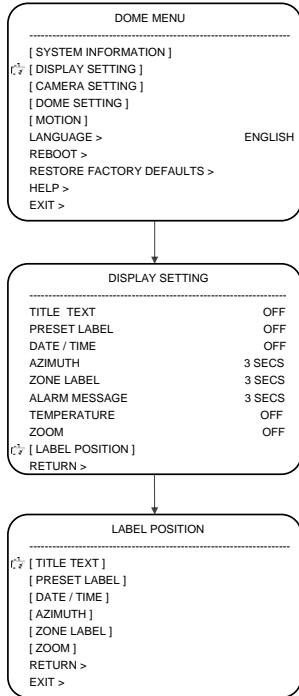 DOME MENU
[ SYSTEM INFORMATION ]
[ DISPLAY SETTING ]
[ CAMERA SETTING ]
[ DOME SETTING ]
[ MOTION ]
LANGUAGE > ENGLISH
REBOOT >
RESTORE FACTORY DEFAULTS >
HELP >
EXIT >
DISPLAY SETTING
TITLE TEXT OFF
PRESET LABEL OFF
DATE / TIME OFF
AZIMUTH 3 SECS
ZONE LABEL 3 SECS
ALARM MESSAGE 3 SECS
TEMPERATURE OFF
ZOOM OFF
[ LABEL POSITION ]
RETURN >
LABEL POSITION
[ TITLE TEXT ]
[ PRESET LABEL ]
[ DATE / TIME ]
[ AZIMUTH ]
[ ZONE LABEL ]
[ ZOOM ]
RETURN >
EXIT >